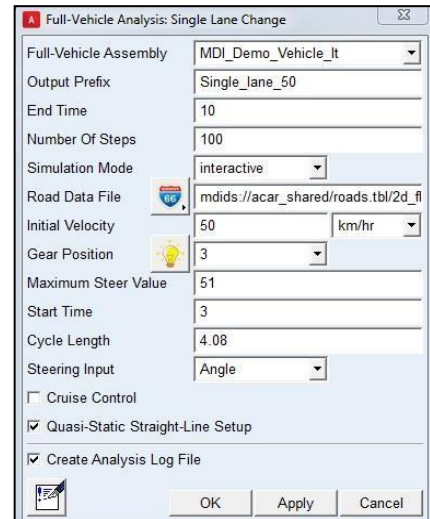 A Full-Vehicle Analysis: Single Lane Change
Full-Vehicle Assembly MDI_Demo_Vehicle_lt
Output Prefix Single_lane_50
End Time 10
Number Of Steps 100
Simulation Mode interactive
Road Data File 66 mdids://acar_shared/roads.tbl/2d_fl
Initial Velocity 50 km/hr
Gear Position 3
Maximum Steer Value 51
Start Time 3
Cycle Length 4.08
Steering Input Angle
Cruise Control
Quasi-Static Straight-Line Setup
Create Analysis Log File
OK Apply Cancel